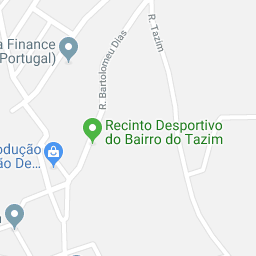 R. Bartolomeu Dias
R. Tazim
Finance
Portugal)
Recinto Desportivo
do Bairro do Tazim
odução
ão De...